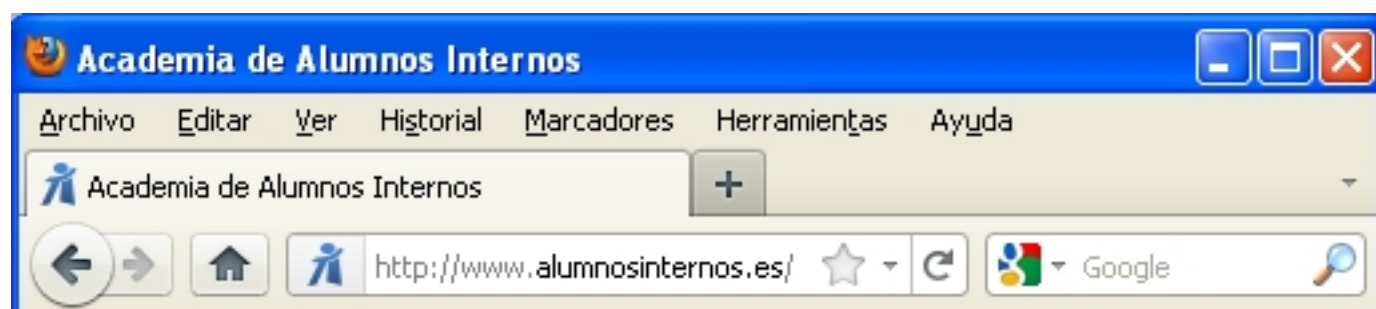 Academia de Alumnos Internos
Archivo Editar Ver Historial Marcadores Herramientas Ayuda
Academia de Alumnos Internos
http://www.alumnosinternos.es/ Google